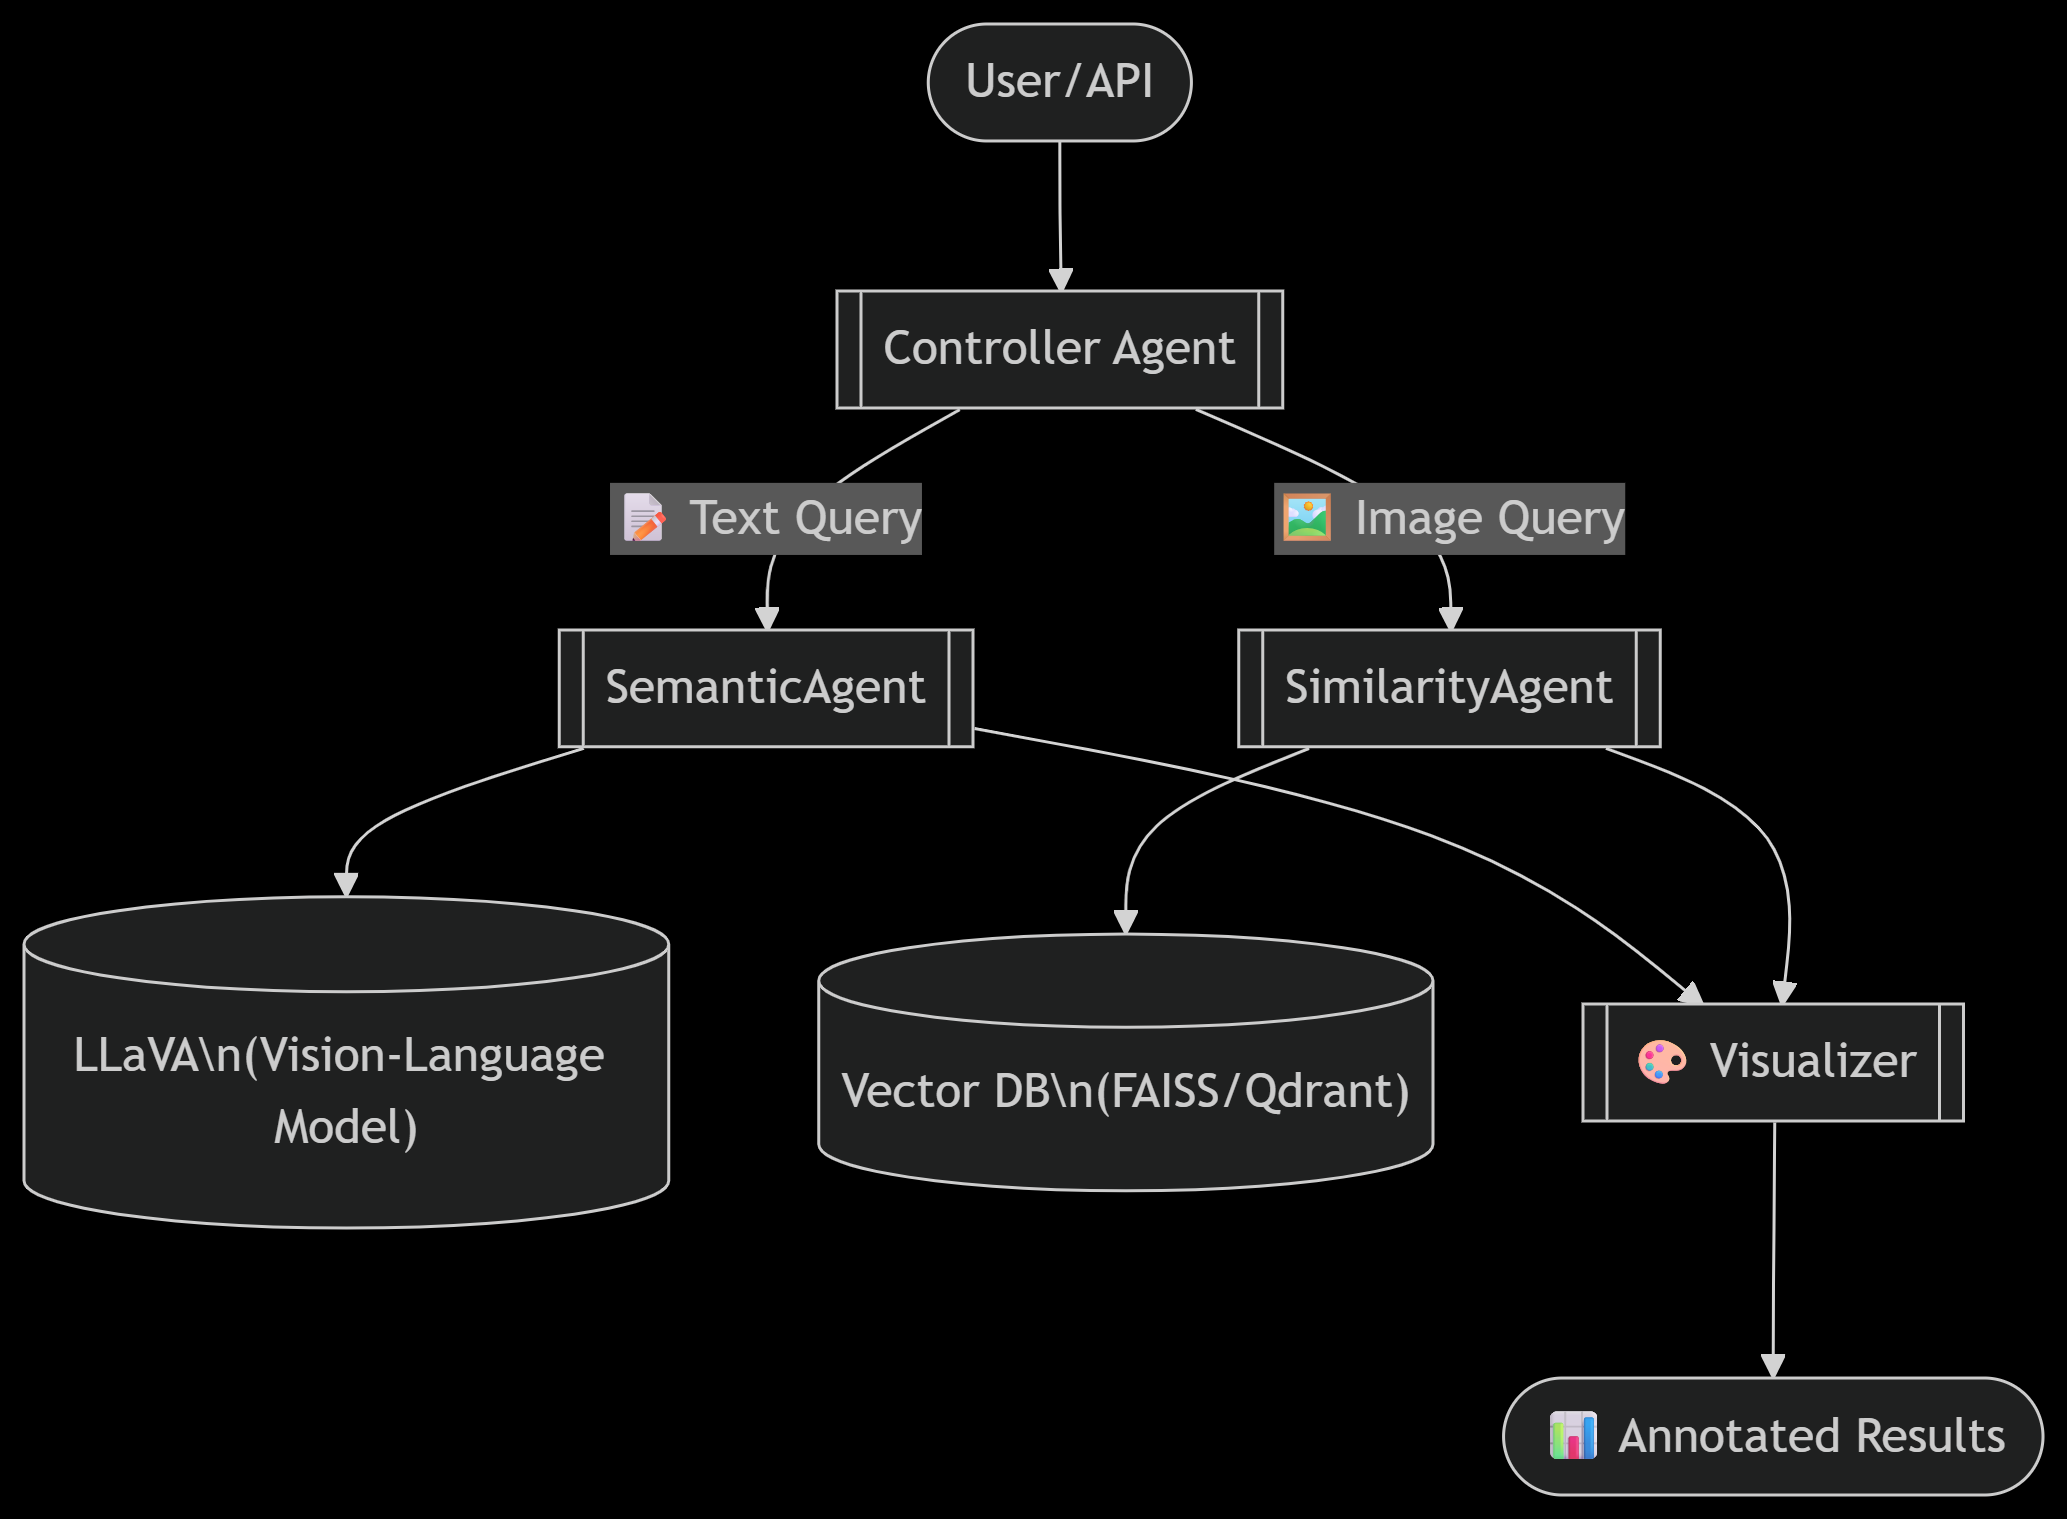 User/API
Controller Agent
📝 Text Query
🖼️ Image Query
SemanticAgent
SimilarityAgent
LLaVA\n(Vision-Language
Model)
Vector DB\n(FAISS/Qdrant)
🎨 Visualizer
📊 Annotated Results